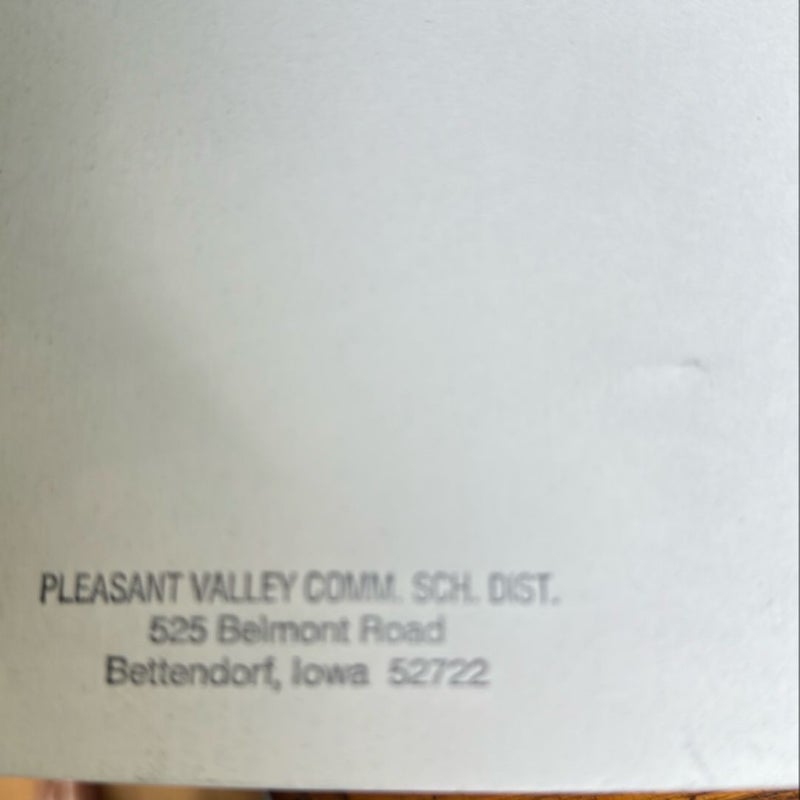 PLEASANT VALLEY COMM. SCH. DIST.
525 Belmont Road
Bettendorf, Iowa 52722